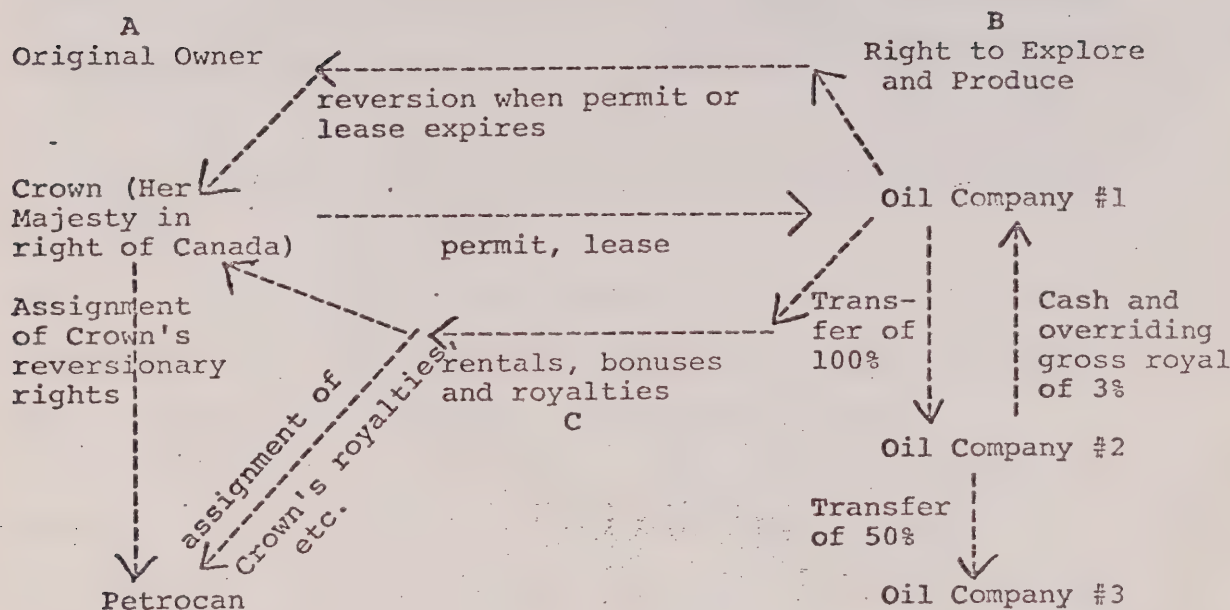 A
Original Owner
B
Right to Explore
and Produce
reversion when permit or
lease expires
Crown (Her
Majesty in
right of Canada)
permit, lease
Oil Company #1
Assignment
of Crown's
reversionary
rights
assignment of
Crown's royalties,
etc.
rentals, bonuses
and royalties
C
Trans-
fer of
100%
Cash and
overriding
gross royal
of 3%
Oil Company #2
Transfer
of 50%
Petrocan
Oil Company #3